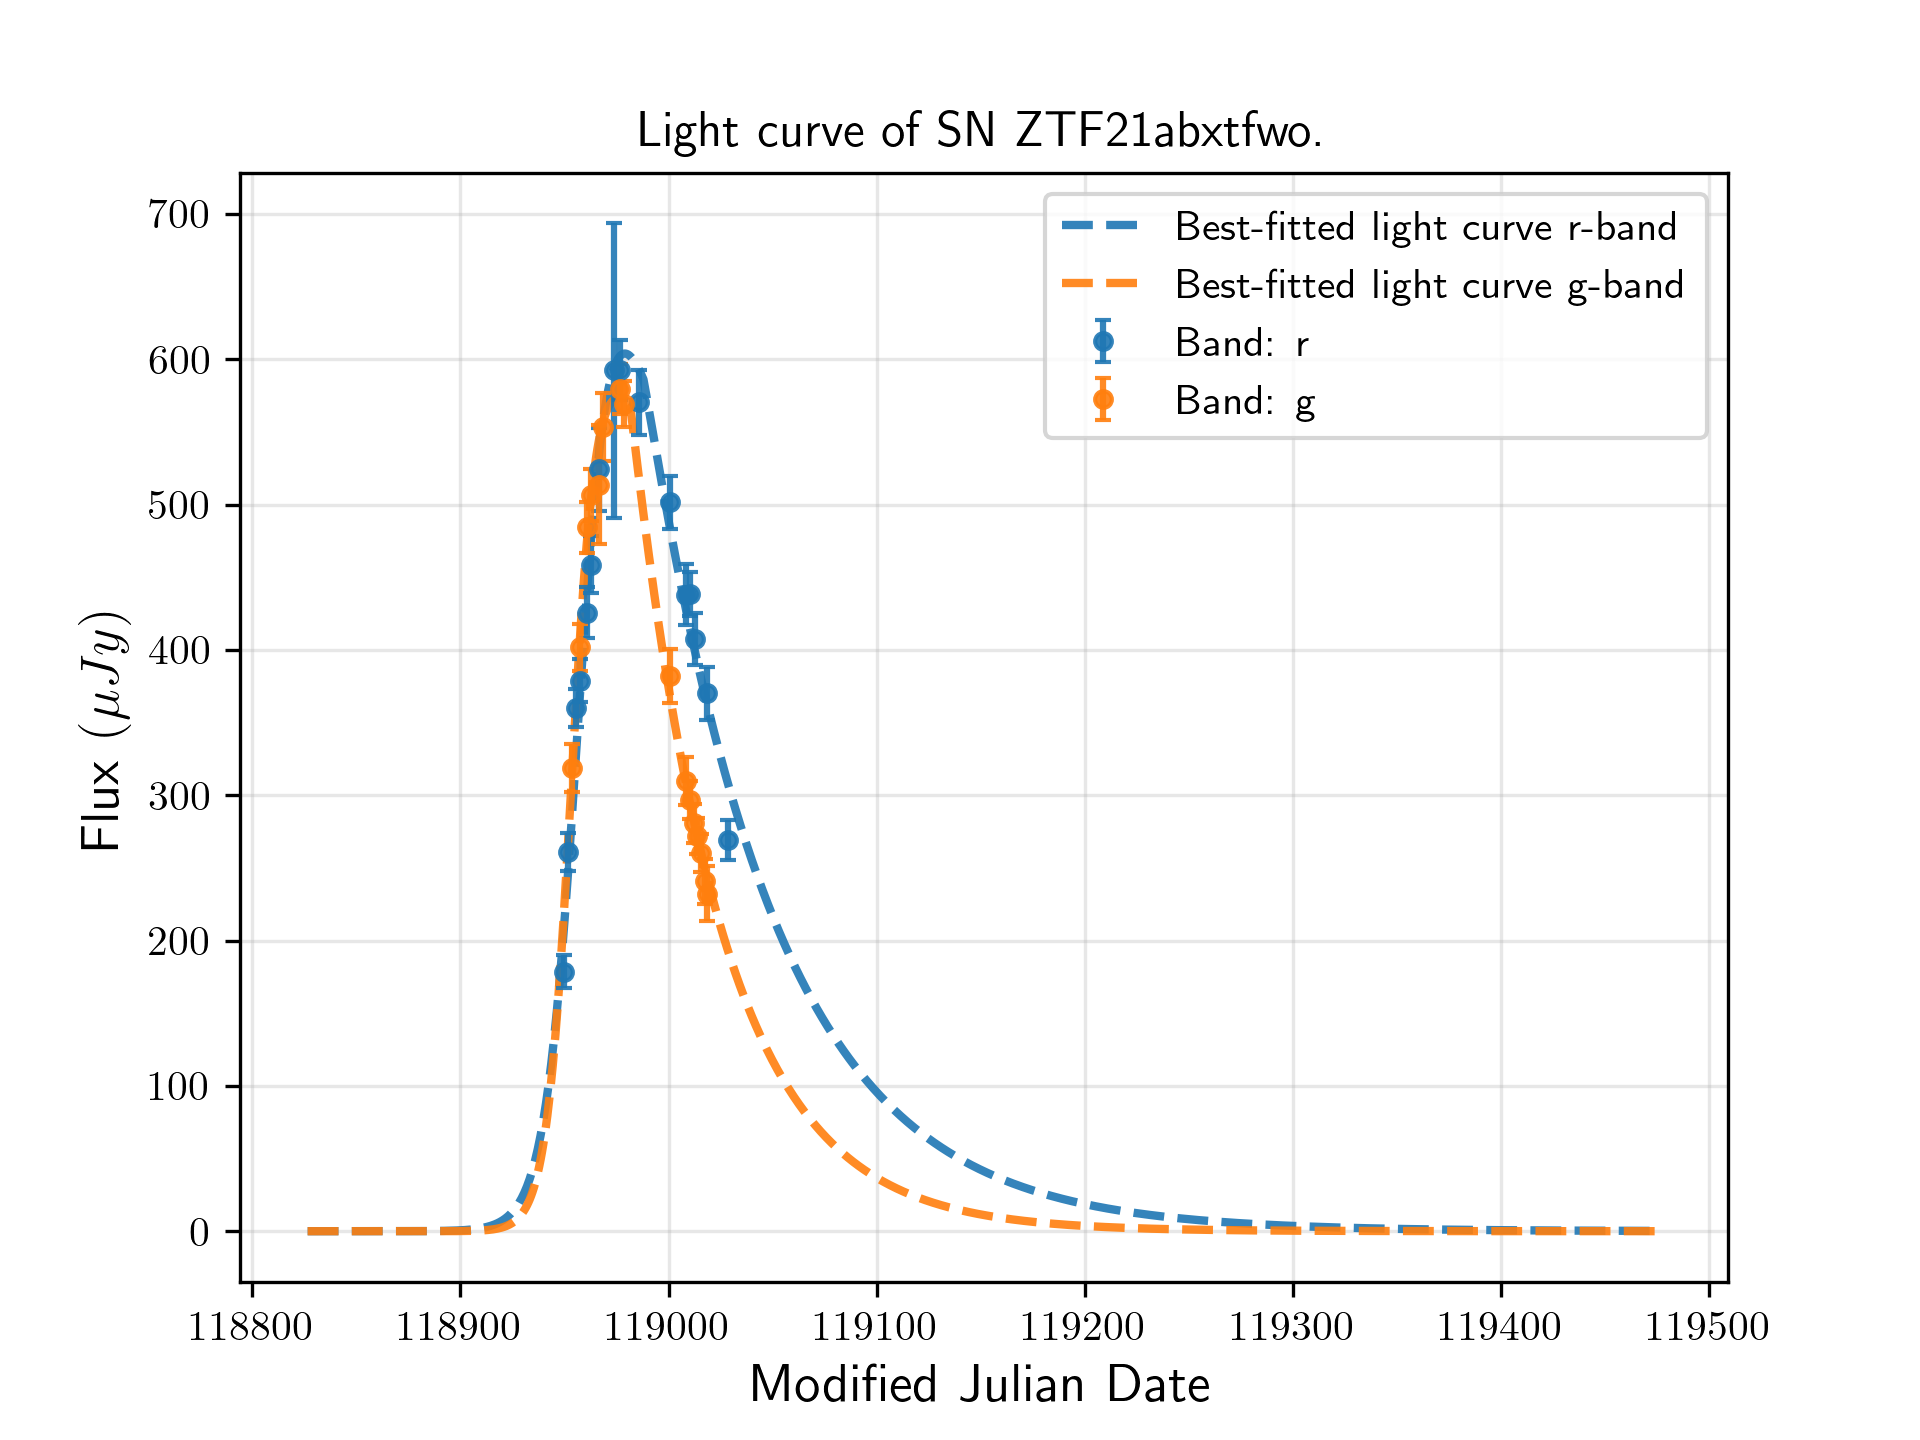 Light curve of SN ZTF21abxtfwo.
Best-fitted light curve r-band
Best-fitted light curve g-band
Band: r
Band: g
700
600
500
400
300
200
100
0
Flux (μJy)
118800 118900 119000 119100 119200 119300 119400 119500
Modified Julian Date